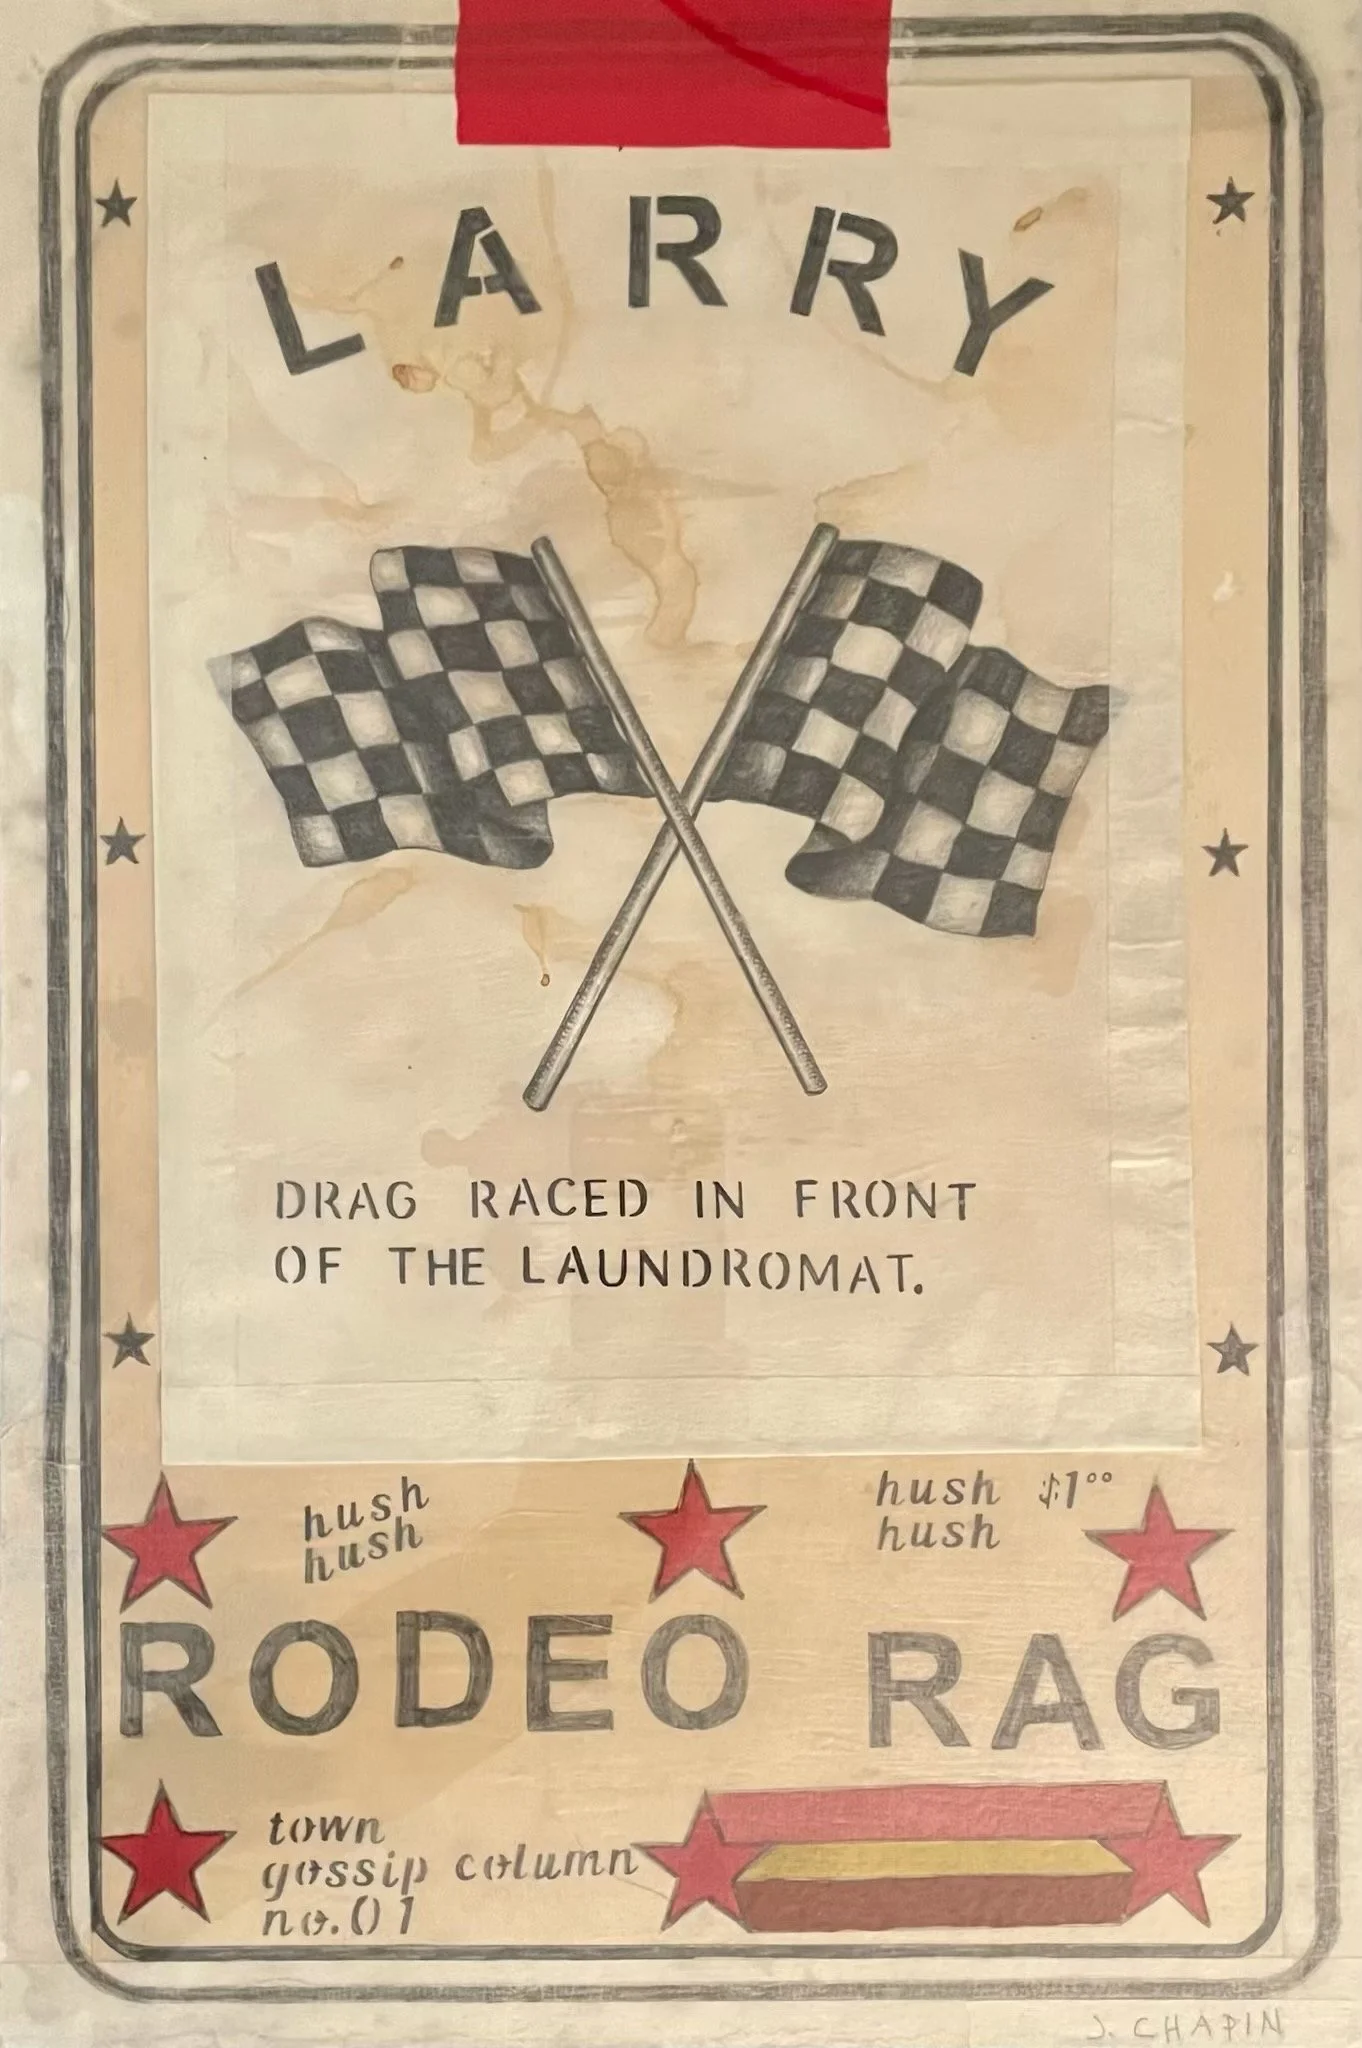 LARRY
DRAG RACED IN FRONT
OF THE LAUNDROMAT.
hush
hush
hush $1⁰⁰
hush
RODEO RAG
town
gossip column
no.01
J. CHAPIN